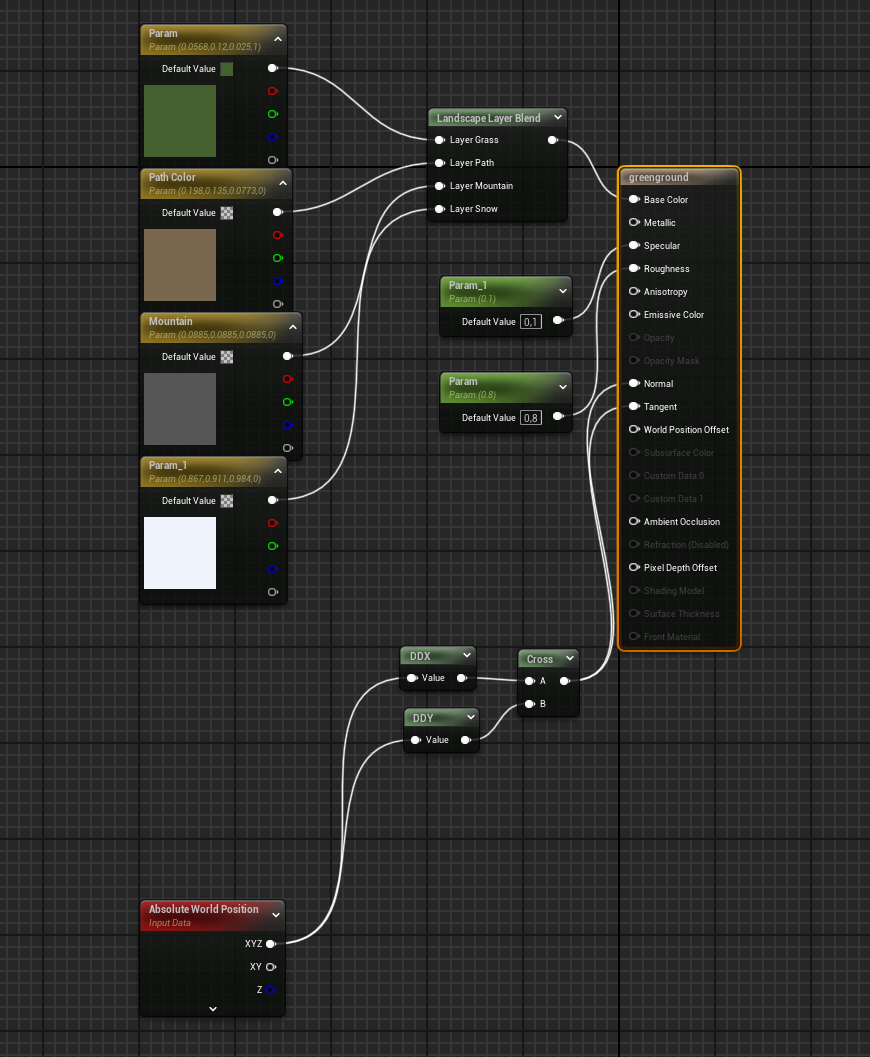 Param
Param (0.0568,0.12,0.025,1)
Default Value
Path Color
Param (0.198,0.135,0.0773,0)
Default Value
Mountain
Param (0.0885,0.0885,0.0885,0)
Default Value
Param_1
Param (0.867,0.911,0.984,0)
Default Value
Landscape Layer Blend
Layer Grass
Layer Path
Layer Mountain
Layer Snow
Param_1
Param (0.1)
Default Value 0,1
Param
Param (0.8)
Default Value 0,8
greenground
Base Color
Metallic
Specular
Roughness
Anisotropy
Emissive Color
Opacity
Opacity Mask
Normal
Tangent
World Position Offset
Subsurface Color
Custom Data 0
Custom Data 1
Ambient Occlusion
Refraction (Disabled)
Pixel Depth Offset
Shading Model
Surface Thickness
Front Material
DDX
Value
DDY
Value
Cross
A
B
Absolute World Position
Input Data
XYZ
XY
Z